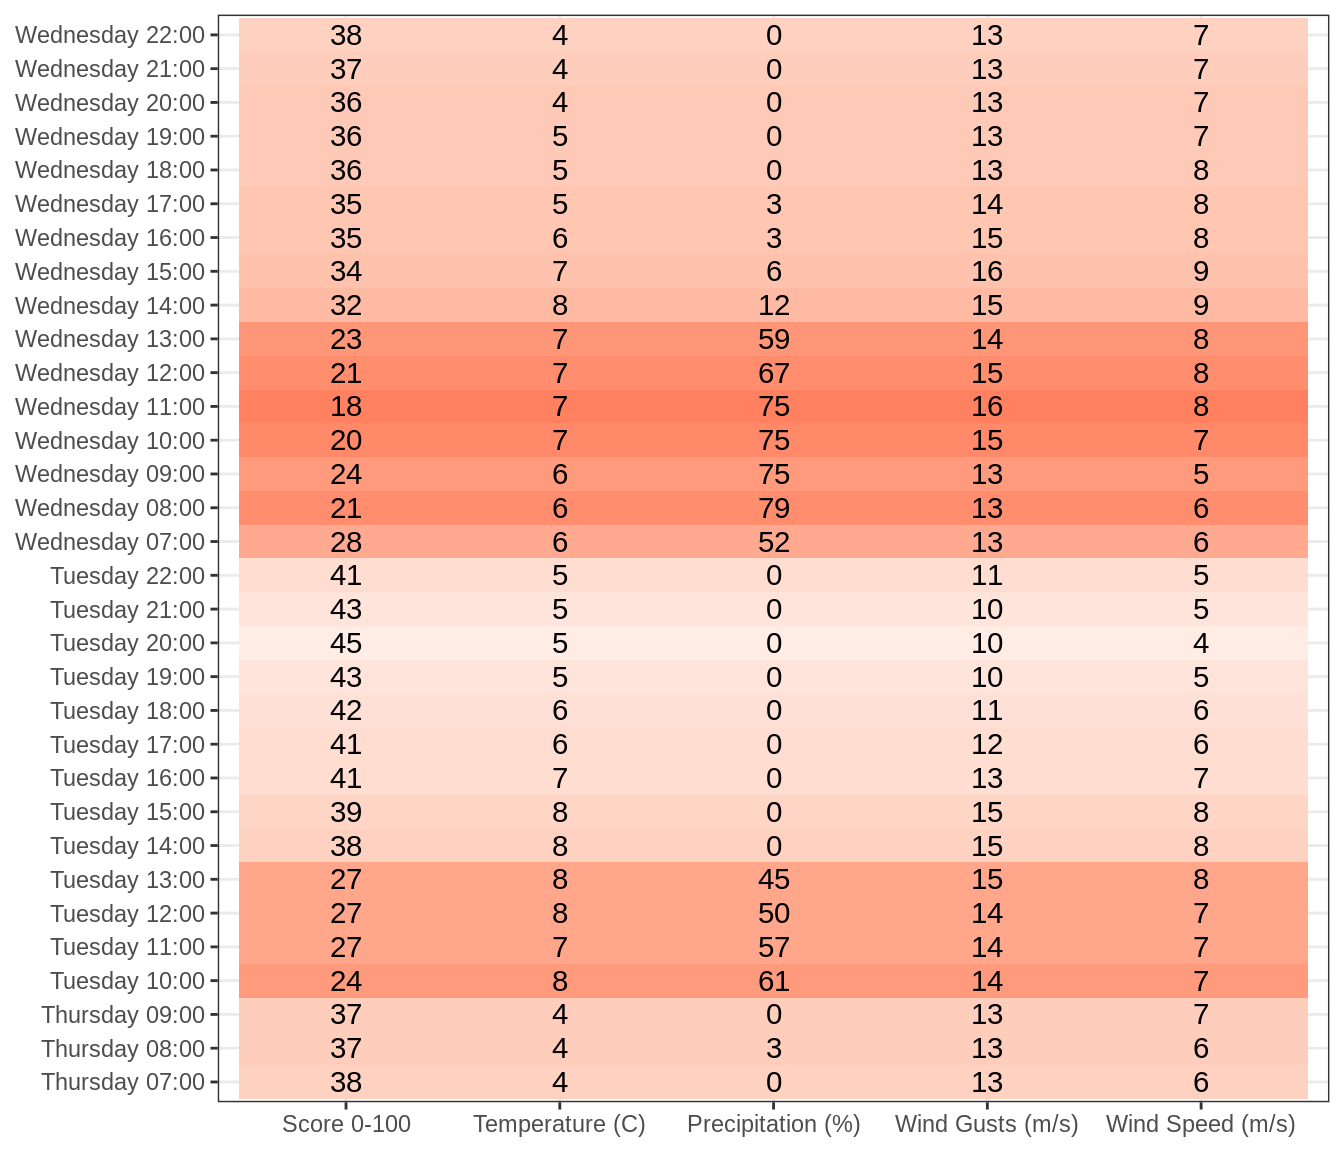 Wednesday 22:00 38 4 0 13 7
Wednesday 21:00 37 4 0 13 7
Wednesday 20:00 36 4 0 13 7
Wednesday 19:00 36 5 0 13 7
Wednesday 18:00 36 5 0 13 8
Wednesday 17:00 35 5 3 14 8
Wednesday 16:00 35 6 3 15 8
Wednesday 15:00 34 7 6 16 9
Wednesday 14:00 32 8 12 15 9
Wednesday 13:00 23 7 59 14 8
Wednesday 12:00 21 7 67 15 8
Wednesday 11:00 18 7 75 16 8
Wednesday 10:00 20 7 75 15 7
Wednesday 09:00 24 6 75 13 5
Wednesday 08:00 21 6 79 13 6
Wednesday 07:00 28 6 52 13 6
Tuesday 22:00 41 5 0 11 5
Tuesday 21:00 43 5 0 10 5
Tuesday 20:00 45 5 0 10 4
Tuesday 19:00 43 5 0 10 5
Tuesday 18:00 42 6 0 11 6
Tuesday 17:00 41 6 0 12 6
Tuesday 16:00 41 7 0 13 7
Tuesday 15:00 39 8 0 15 8
Tuesday 14:00 38 8 0 15 8
Tuesday 13:00 27 8 45 15 8
Tuesday 12:00 27 8 50 14 7
Tuesday 11:00 27 7 57 14 7
Tuesday 10:00 24 8 61 14 7
Thursday 09:00 37 4 0 13 7
Thursday 08:00 37 4 3 13 6
Thursday 07:00 38 4 0 13 6
Score 0-100 Temperature (C) Precipitation (%) Wind Gusts (m/s) Wind Speed (m/s)